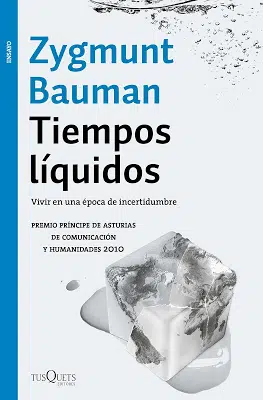 ENSAYO
Zygmunt
Bauman
Tiempos
líquidos
Vivir en una época de incertidumbre
PREMIO PRÍNCIPE DE ASTURIAS
DE COMUNICACIÓN
Y HUMANIDADES 2010
TUSQUETS
EDITORES